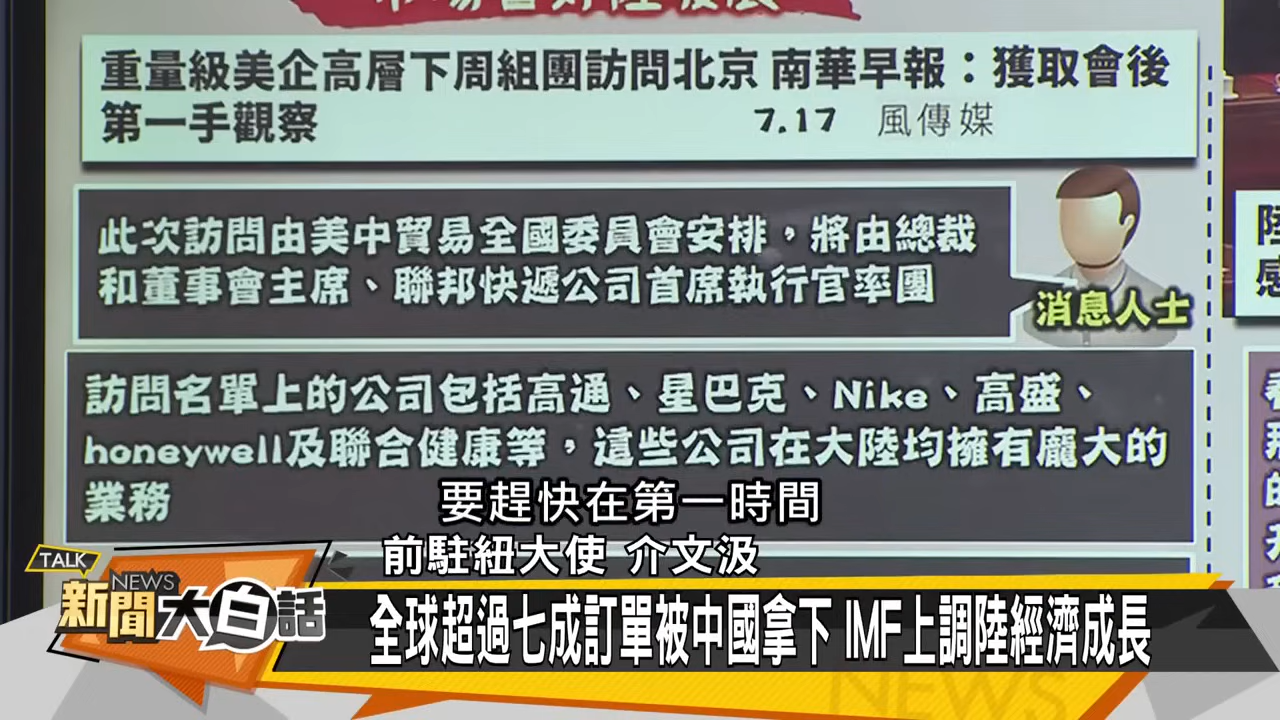 重量級美企高層下周組團訪問北京 南華早報：獲取會後
第一手觀察
7.17 風傳媒
此次訪問由美中貿易全國委員會安排，將由總裁
和董事會主席、聯邦快遞公司首席執行官率團
消息人士
訪問名單上的公司包括高通、星巴克、Nike、高盛、
honeywell及聯合健康等，這些公司在大陸均擁有龐大的
業務
要趕快在第一時間
前駐紐大使 介文汲
TALK
NEWS
新聞大白話
全球超過七成訂單被中國拿下 IMF上調陸經濟成長
NEWS